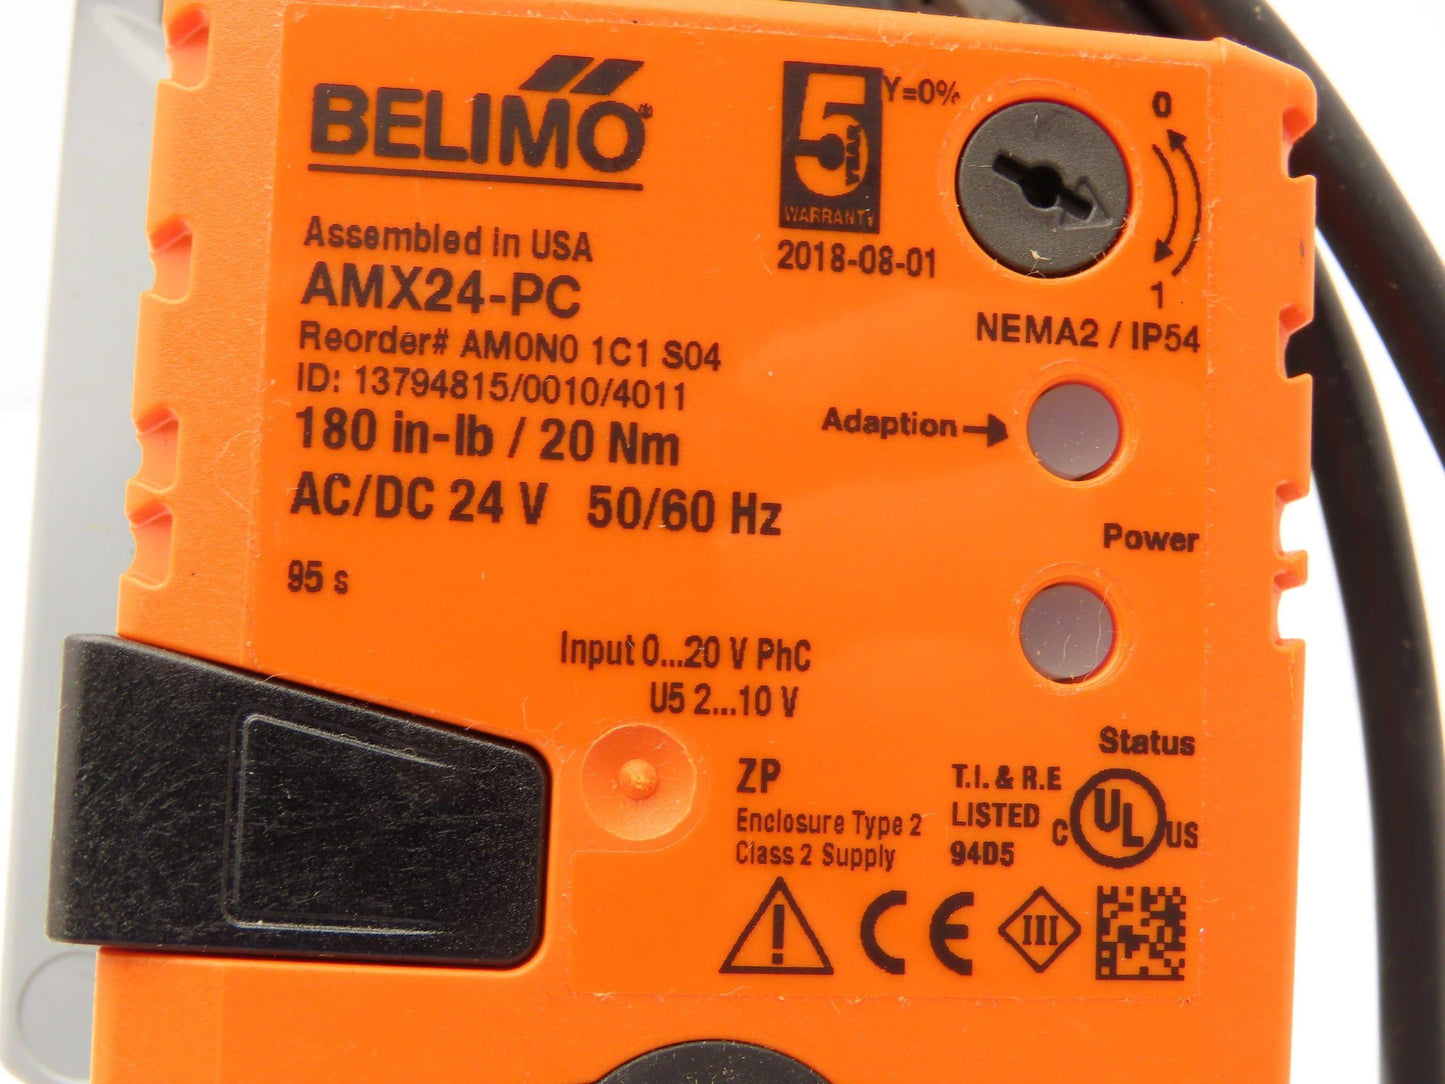 BELIMO
5 YEAR
WARRANTY
2018-08-01
Y=0%
0
1
NEMA2 / IP54
Assembled in USA
AMX24-PC
Reorder# AM0N0 1C1 S04
ID: 13794815/0010/4011
180 in-lb / 20 Nm
AC/DC 24 V 50/60 Hz
95 s
Adaption
Power
Input 0...20 V PhC
U5 2...10 V
Status
ZP
Enclosure Type 2
Class 2 Supply
T.I. & R.E
LISTED
94D5
C UL US
CE
III